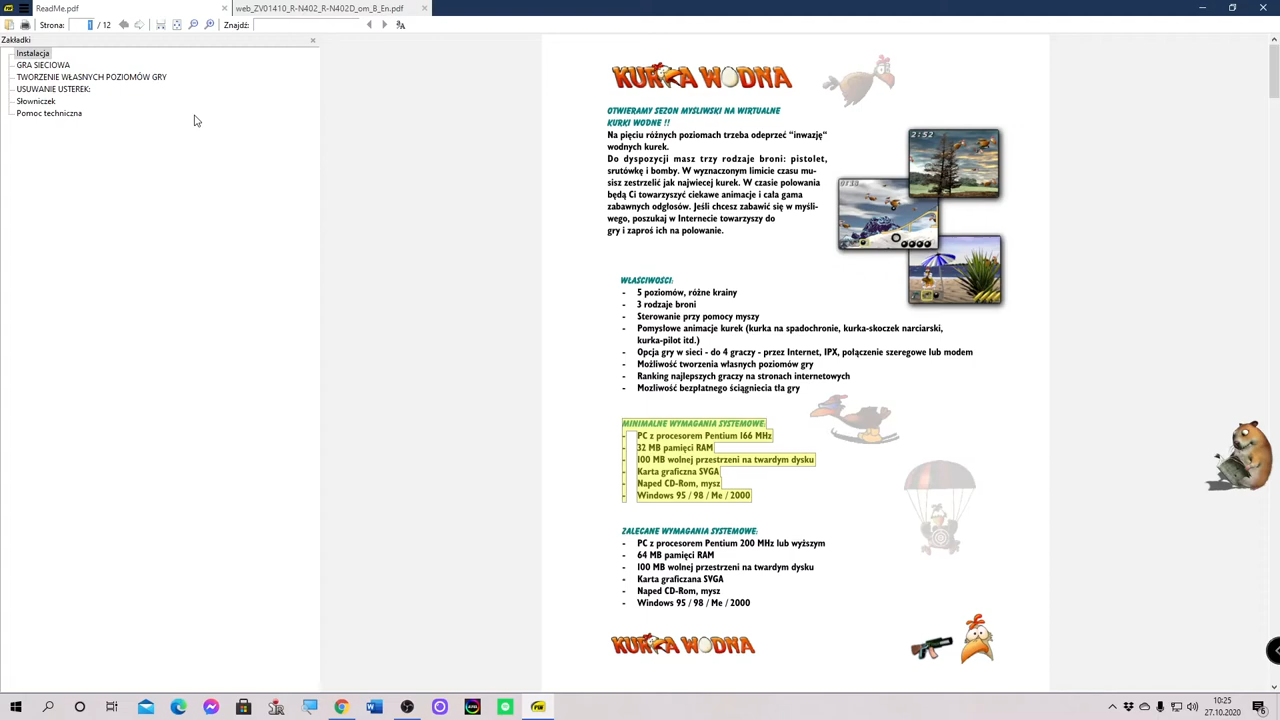 ReadMe.pdf
web_ZV01410_R-N402_R-N402D_om_B_En.pdf
Strona: 1 / 12
Znajdź:
Zakładki
Instalacja
GRA SIECIOWA
TWORZENIE WŁASNYCH POZIOMÓW GRY
USUWANIE USTEREK:
Słowniczek
Pomoc techniczna
KURKA WODNA
OTWIERAMY SEZON MYŚLIWSKI NA WIRTUALNE
KURKI WODNE !!
Na pięciu różnych poziomach trzeba odeprzeć “inwazję“
wodnych kurek.
Do dyspozycji masz trzy rodzaje broni: pistolet,
srutówkę i bomby. W wyznaczonym limicie czasu mu-
sisz zestrzelić jak najwiecej kurek. W czasie polowania
będą Ci towarzyszyć ciekawe animacje i cała gama
zabawnych odgłosów. Jeśli chcesz zabawić się w myśli-
wego, poszukaj w Internecie towarzyszy do
gry i zaproś ich na polowanie.
2:52
0:18
WŁAŚCIWOŚCI:
- 5 poziomów, różne krainy
- 3 rodzaje broni
- Sterowanie przy pomocy myszy
- Pomysłowe animacje kurek (kurka na spadochronie, kurka-skoczek narciarski,
kurka-pilot itd.)
- Opcja gry w sieci - do 4 graczy - przez Internet, IPX, połączenie szeregowe lub modem
- Możliwość tworzenia własnych poziomów gry
- Ranking najlepszych graczy na stronach internetowych
- Mozliwość bezpłatnego ściągniecia tła gry
MINIMALNE WYMAGANIA SYSTEMOWE:
- PC z procesorem Pentium 166 MHz
- 32 MB pamięci RAM
- 100 MB wolnej przestrzeni na twardym dysku
- Karta graficzna SVGA
- Naped CD-Rom, mysz
- Windows 95 / 98 / Me / 2000
ZALECANE WYMAGANIA SYSTEMOWE:
- PC z procesorem Pentium 200 MHz lub wyższym
- 64 MB pamięci RAM
- 100 MB wolnej przestrzeni na twardym dysku
- Karta graficzana SVGA
- Naped CD-Rom, mysz
- Windows 95 / 98 / Me / 2000
KURKA WODNA
10:25
27.10.2020
6